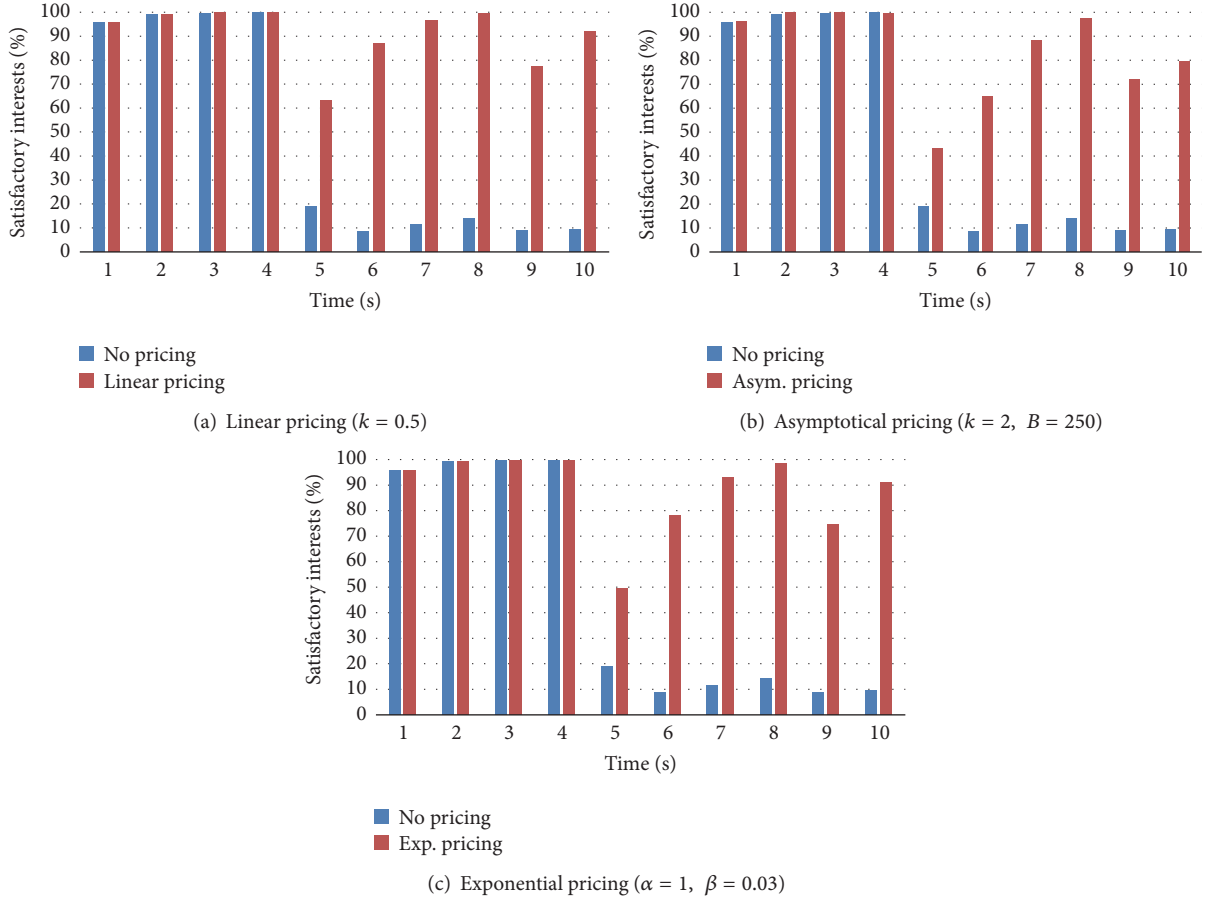 Satisfactory interests (%)
100
90
80
70
60
50
40
30
20
10
0
1 2 3 4 5 6 7 8 9 10
Time (s)
No pricing
Linear pricing
(a) Linear pricing (k = 0.5)
Satisfactory interests (%)
100
90
80
70
60
50
40
30
20
10
0
1 2 3 4 5 6 7 8 9 10
Time (s)
No pricing
Asym. pricing
(b) Asymptotical pricing (k = 2, B = 250)
Satisfactory interests (%)
100
90
80
70
60
50
40
30
20
10
0
1 2 3 4 5 6 7 8 9 10
Time (s)
No pricing
Exp. pricing
(c) Exponential pricing (α = 1, β = 0.03)